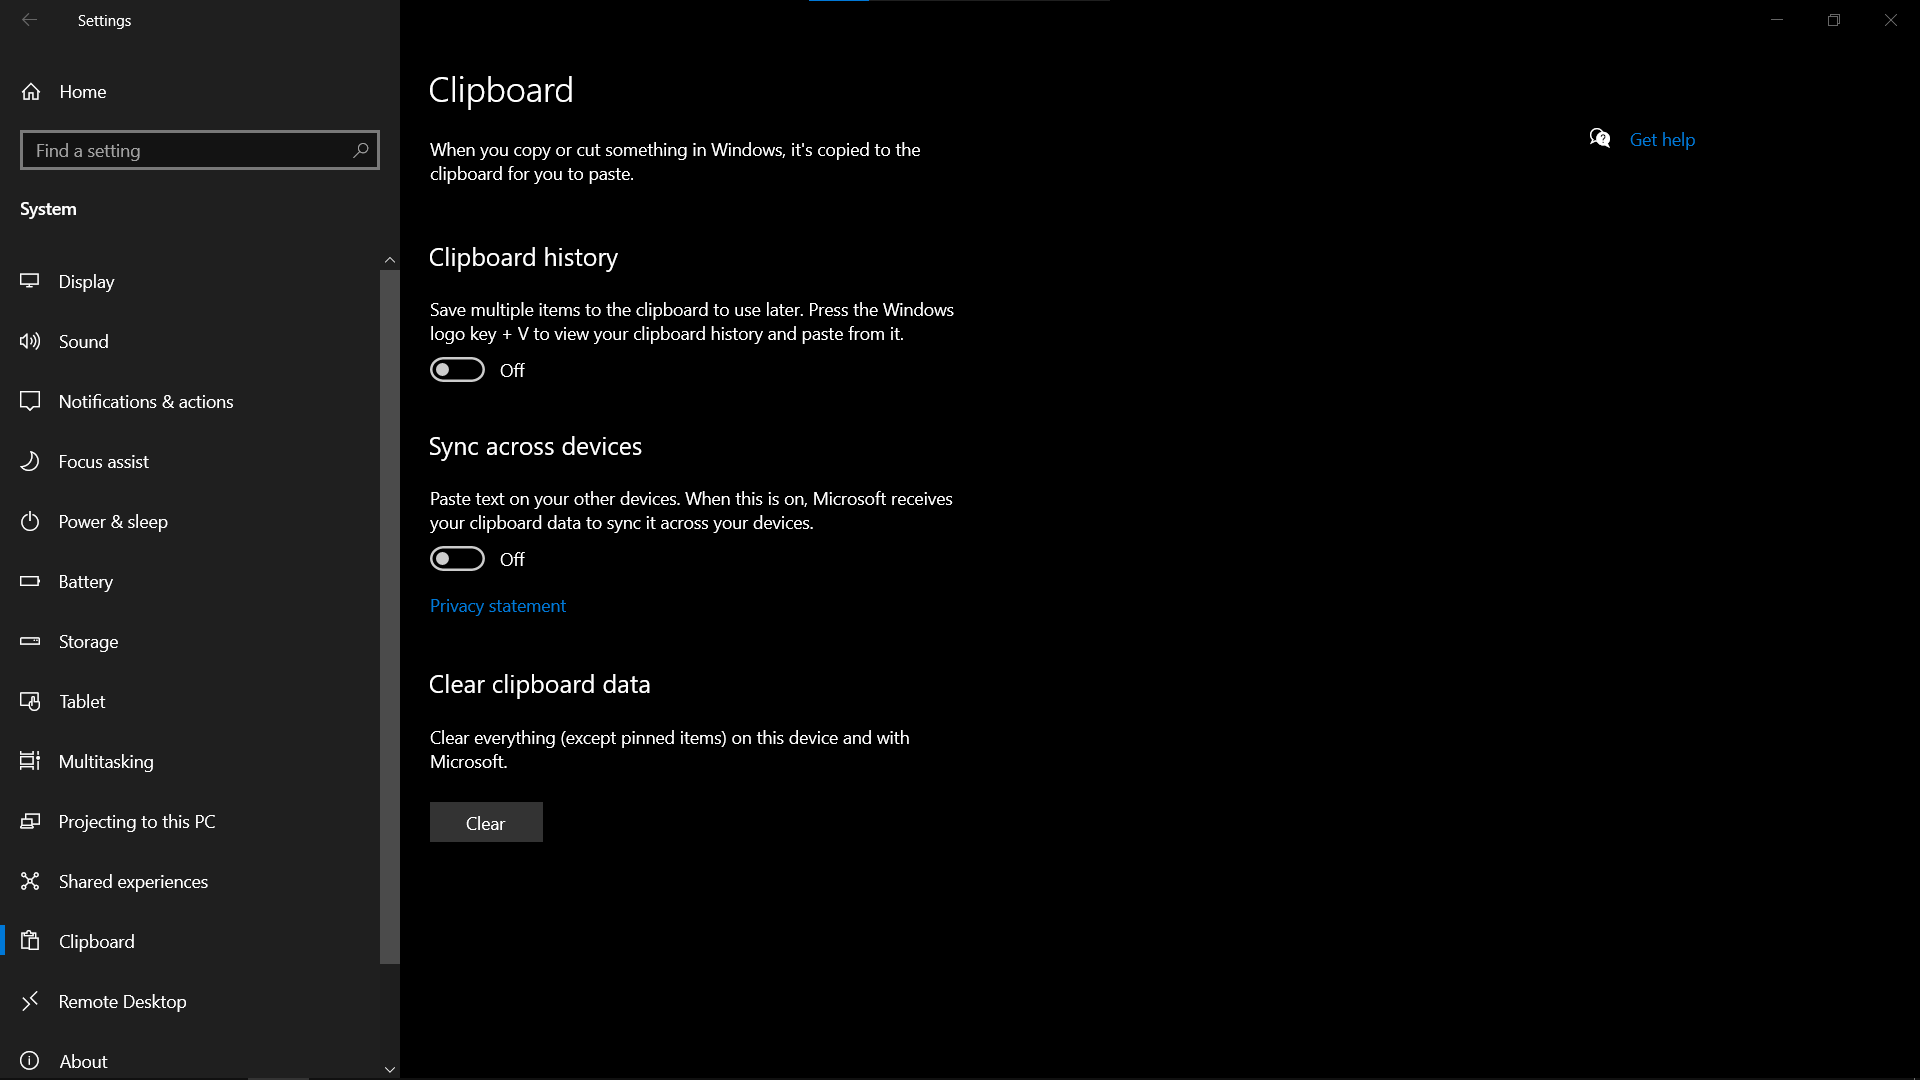 Settings
Home
Find a setting
System
Display
Sound
Notifications & actions
Focus assist
Power & sleep
Battery
Storage
Tablet
Multitasking
Projecting to this PC
Shared experiences
Clipboard
Remote Desktop
About
Clipboard
When you copy or cut something in Windows, it's copied to the
clipboard for you to paste.
Clipboard history
Save multiple items to the clipboard to use later. Press the Windows
logo key + V to view your clipboard history and paste from it.
Off
Sync across devices
Paste text on your other devices. When this is on, Microsoft receives
your clipboard data to sync it across your devices.
Off
Privacy statement
Clear clipboard data
Clear everything (except pinned items) on this device and with
Microsoft.
Clear
Get help